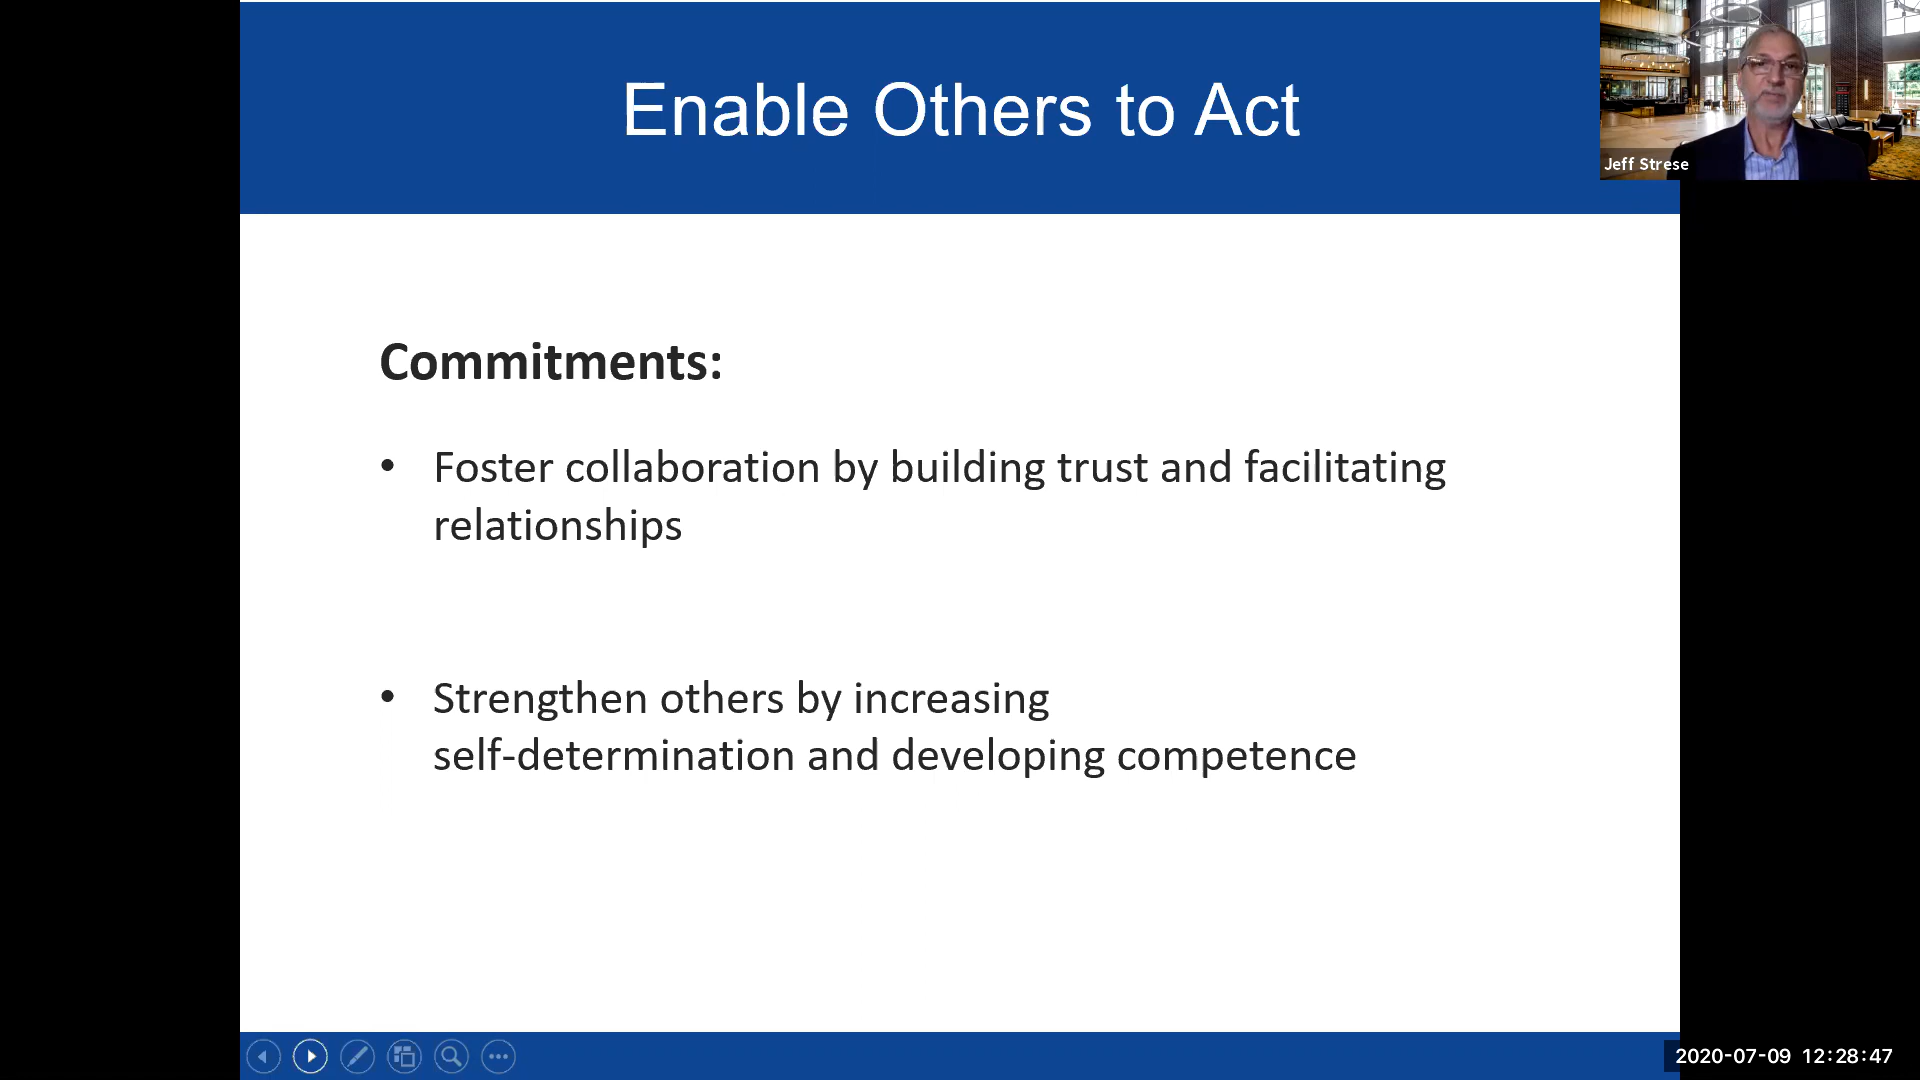 Enable Others to Act
Jeff Strese
Commitments:
• Foster collaboration by building trust and facilitating
relationships
• Strengthen others by increasing
self-determination and developing competence
2020-07-09 12:28:47